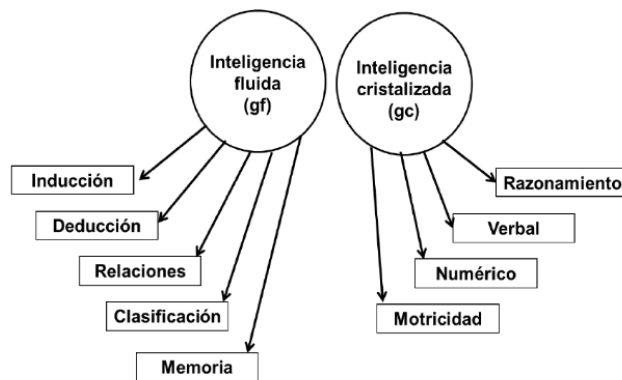 Inteligencia
fluida
(gf)
Inteligencia
cristalizada
(gc)
Inducción
Deducción
Relaciones
Clasificación
Memoria
Razonamiento
Verbal
Numérico
Motricidad